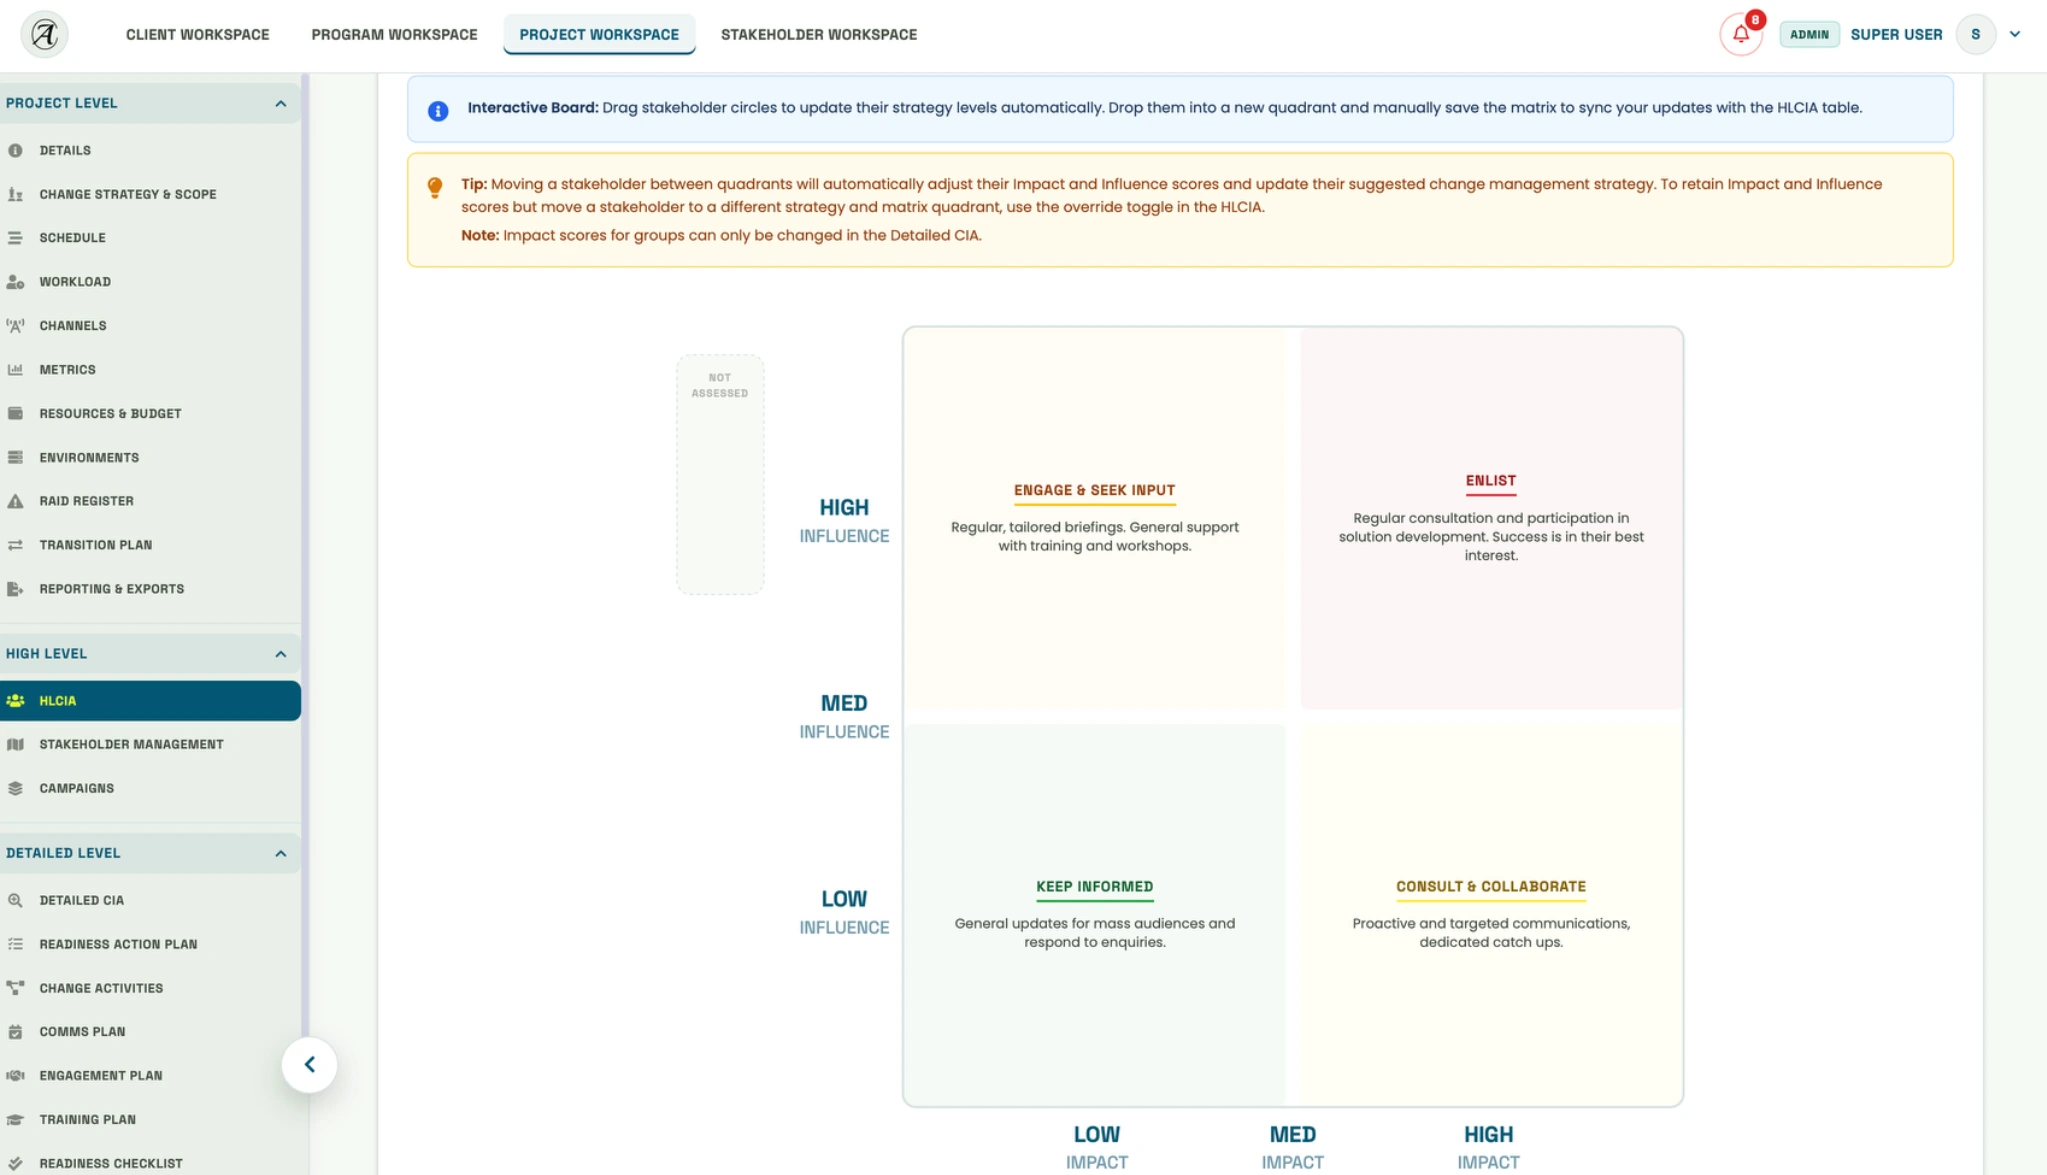 A
CLIENT WORKSPACE
PROGRAM WORKSPACE
PROJECT WORKSPACE
STAKEHOLDER WORKSPACE
8
ADMIN
SUPER USER
S
PROJECT LEVEL
DETAILS
CHANGE STRATEGY & SCOPE
SCHEDULE
WORKLOAD
CHANNELS
METRICS
RESOURCES & BUDGET
ENVIRONMENTS
RAID REGISTER
TRANSITION PLAN
REPORTING & EXPORTS
HIGH LEVEL
HLCIA
STAKEHOLDER MANAGEMENT
CAMPAIGNS
DETAILED LEVEL
DETAILED CIA
READINESS ACTION PLAN
CHANGE ACTIVITIES
COMMS PLAN
ENGAGEMENT PLAN
TRAINING PLAN
READINESS CHECKLIST
Interactive Board: Drag stakeholder circles to update their strategy levels automatically. Drop them into a new quadrant and manually save the matrix to sync your updates with the HLCIA table.
Tip: Moving a stakeholder between quadrants will automatically adjust their Impact and Influence scores and update their suggested change management strategy. To retain Impact and Influence
scores but move a stakeholder to a different strategy and matrix quadrant, use the override toggle in the HLCIA.
Note: Impact scores for groups can only be changed in the Detailed CIA.
NOT
ASSESSED
HIGH
INFLUENCE
MED
INFLUENCE
LOW
INFLUENCE
ENGAGE & SEEK INPUT
Regular, tailored briefings. General support
with training and workshops.
ENLIST
Regular consultation and participation in
solution development. Success is in their best
interest.
KEEP INFORMED
General updates for mass audiences and
respond to enquiries.
CONSULT & COLLABORATE
Proactive and targeted communications,
dedicated catch ups.
LOW
IMPACT
MED
IMPACT
HIGH
IMPACT